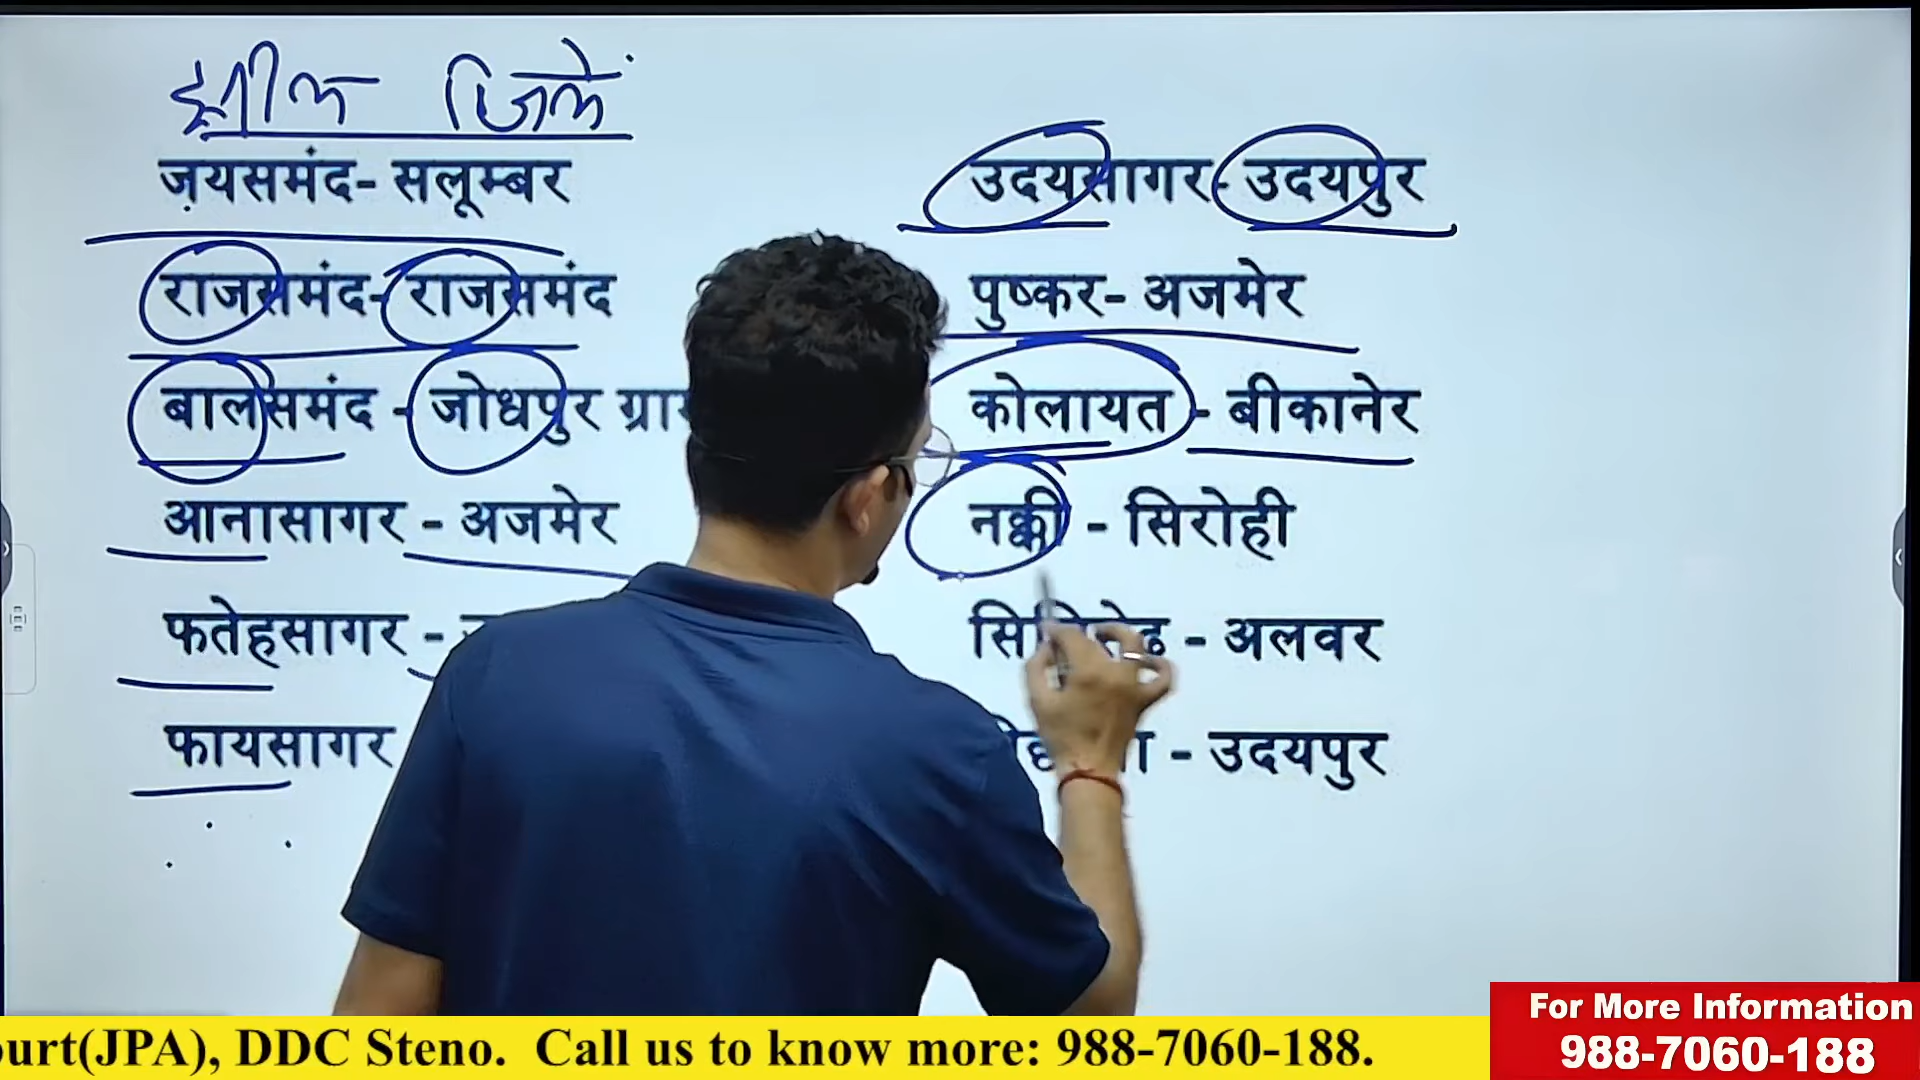 झील जिले
ज़यसमंद- सलूम्बर
राजसमंद- राजसमंद
बालसमंद - जोधपुर
आनासागर - अजमेर
फतेहसागर -
फायसागर
उदयसागर- उदयपुर
पुष्कर- अजमेर
कोलायत - बीकानेर
नक्की - सिरोही
- अलवर
- उदयपुर
(JPA), DDC Steno. Call us to know more: 988-7060-188.
For More Information
988-7060-188